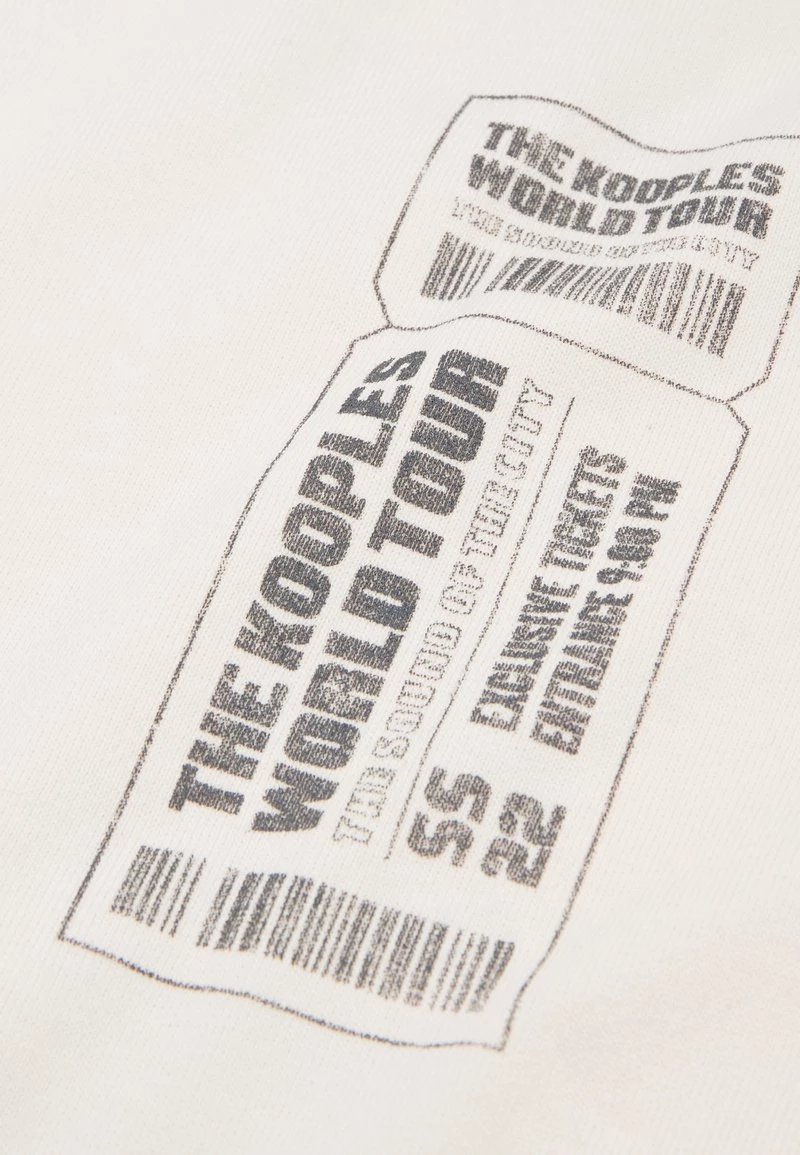 THE KOOPLES
WORLD TOUR
THE SOUND OF THE CITY
THE KOOPLES
WORLD TOUR
THE SOUND OF THE CITY
EXCLUSIVE TICKETS
ENTRANCE 9:00 PM
SS
22